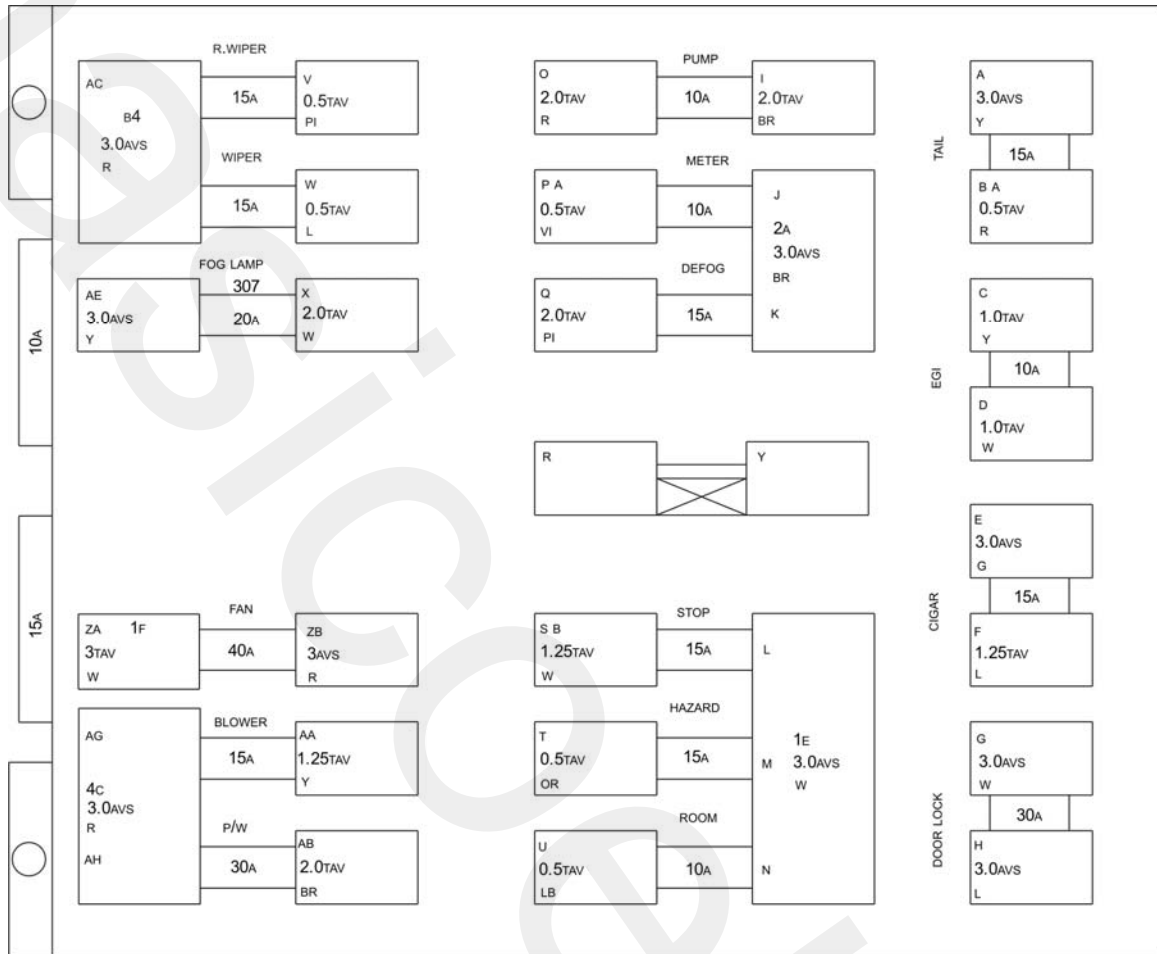 R.WIPER
AC
B4
3.0AVS
R
15A
V
0.5TAV
PI
WIPER
15A
W
0.5TAV
L
FOG LAMP
307
AE
3.0AVS
Y
20A
X
2.0TAV
W
10A
15A
FAN
ZA 1F
3TAV
W
40A
ZB
3AVS
R
BLOWER
AG
4C
3.0AVS
R
AH
15A
AA
1.25TAV
Y
P/W
30A
AB
2.0TAV
BR
PUMP
O
2.0TAV
R
10A
I
2.0TAV
BR
METER
P A
0.5TAV
VI
10A
J
2A
3.0AVS
BR
K
DEFOG
Q
2.0TAV
PI
15A
R
Y
STOP
S B
1.25TAV
W
15A
L
HAZARD
T
0.5TAV
OR
15A
M
1E
3.0AVS
W
ROOM
U
0.5TAV
LB
10A
N
TAIL
A
3.0AVS
Y
15A
B A
0.5TAV
R
EGI
C
1.0TAV
Y
10A
D
1.0TAV
W
CIGAR
E
3.0AVS
G
15A
F
1.25TAV
L
DOOR LOCK
G
3.0AVS
W
30A
H
3.0AVS
L